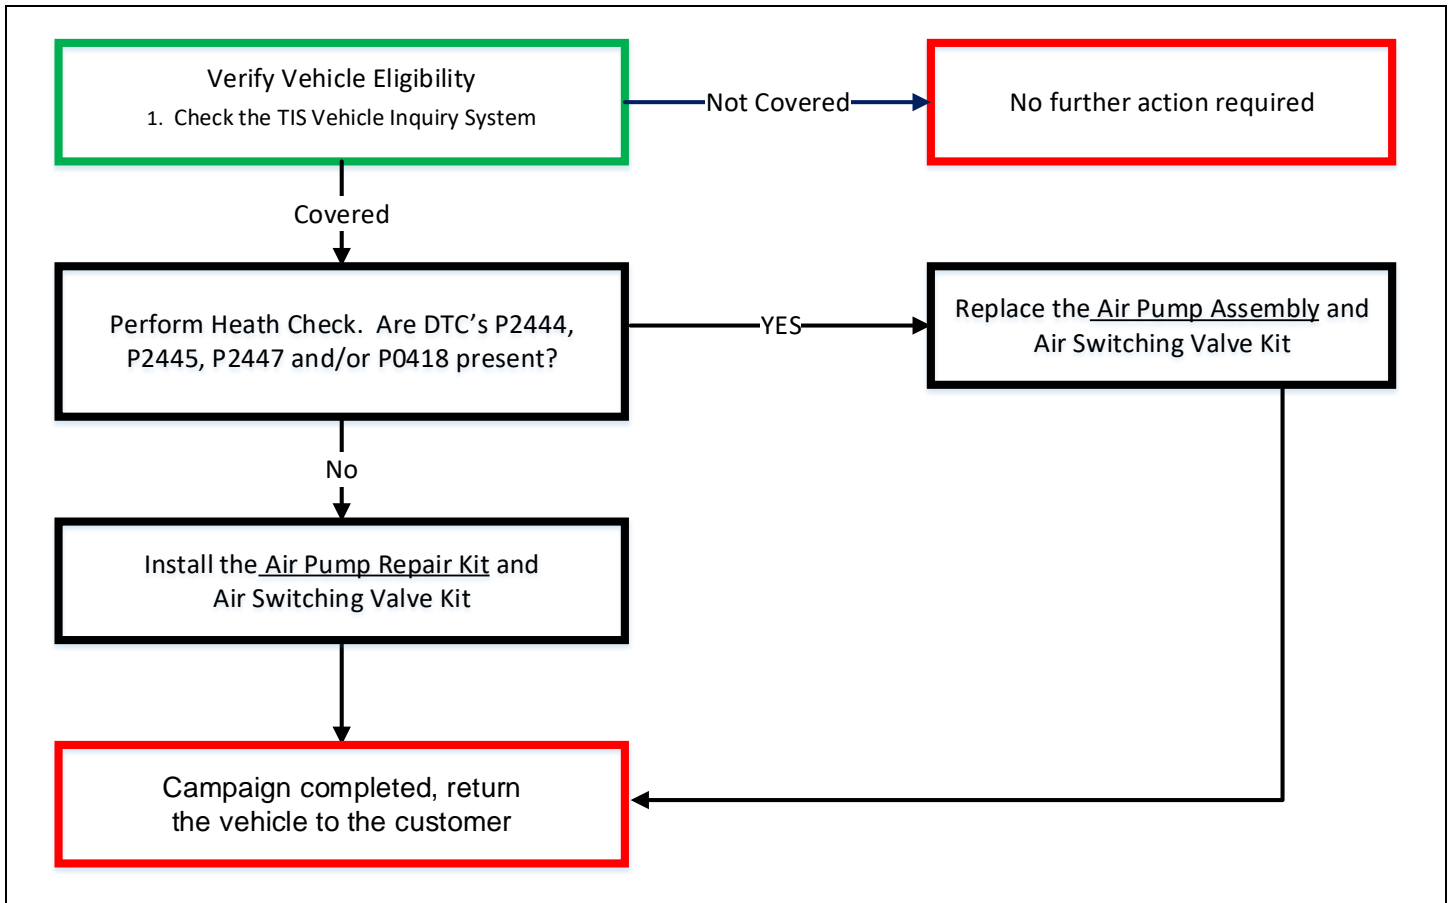 Verify Vehicle Eligibility
1. Check the TIS Vehicle Inquiry System
Not Covered
No further action required
Covered
Perform Heath Check. Are DTC’s P2444,
P2445, P2447 and/or P0418 present?
YES
Replace the Air Pump Assembly and
Air Switching Valve Kit
No
Install the Air Pump Repair Kit and
Air Switching Valve Kit
Campaign completed, return
the vehicle to the customer